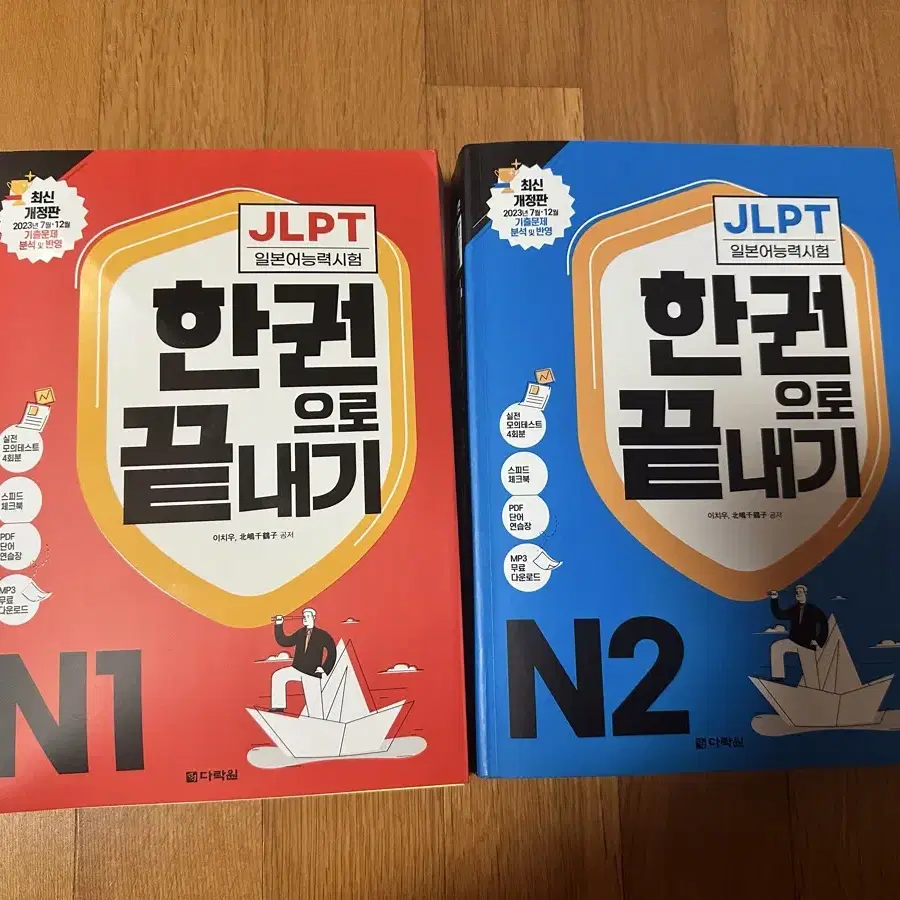 최신
개정판
2023년 7월·12월
기출문제
분석 및 반영
JLPT
일본어능력시험
한권
으로
끝내기
이치우, 北嶋千鶴子 공저
실전
모의테스트
4회분
스피드
체크북
PDF
단어
연습장
MP3
무료
다운로드
N1
다락원
최신
개정판
2023년 7월·12월
기출문제
분석 및 반영
JLPT
일본어능력시험
한권
으로
끝내기
이치우, 北嶋千鶴子 공저
실전
모의테스트
4회분
스피드
체크북
PDF
단어
연습장
MP3
무료
다운로드
N2
다락원